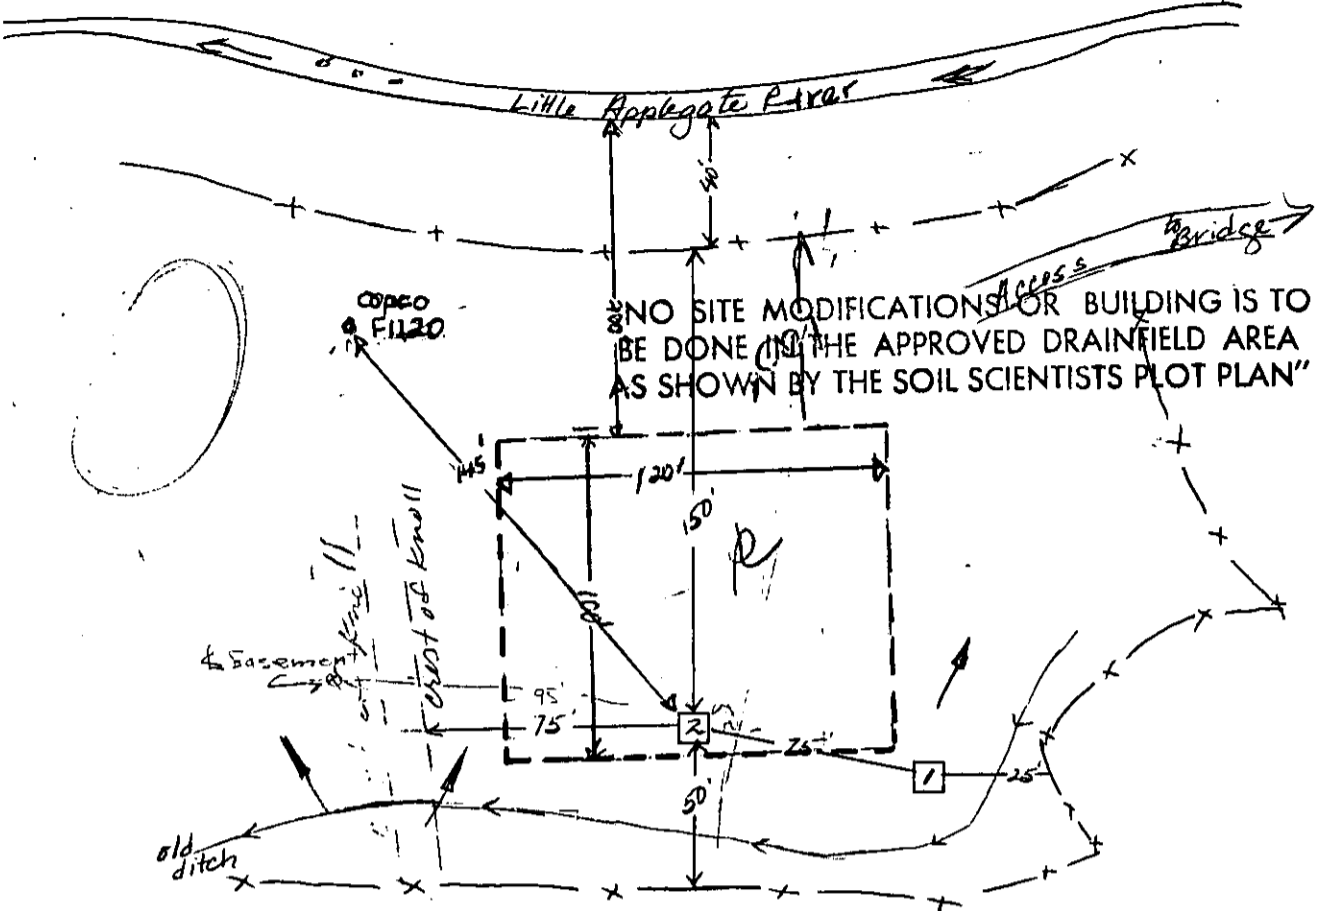 Little Applegate River
40'
to
Bridge
Access
COPCO
F1120
"NO SITE MODIFICATIONS OR BUILDING IS TO
BE DONE IN THE APPROVED DRAINFIELD AREA
AS SHOWN BY THE SOIL SCIENTISTS PLOT PLAN"
145'
120'
150'
100'
crest of knoll
Easement
95'
75'
2
25'
1
25'
50'
old
ditch